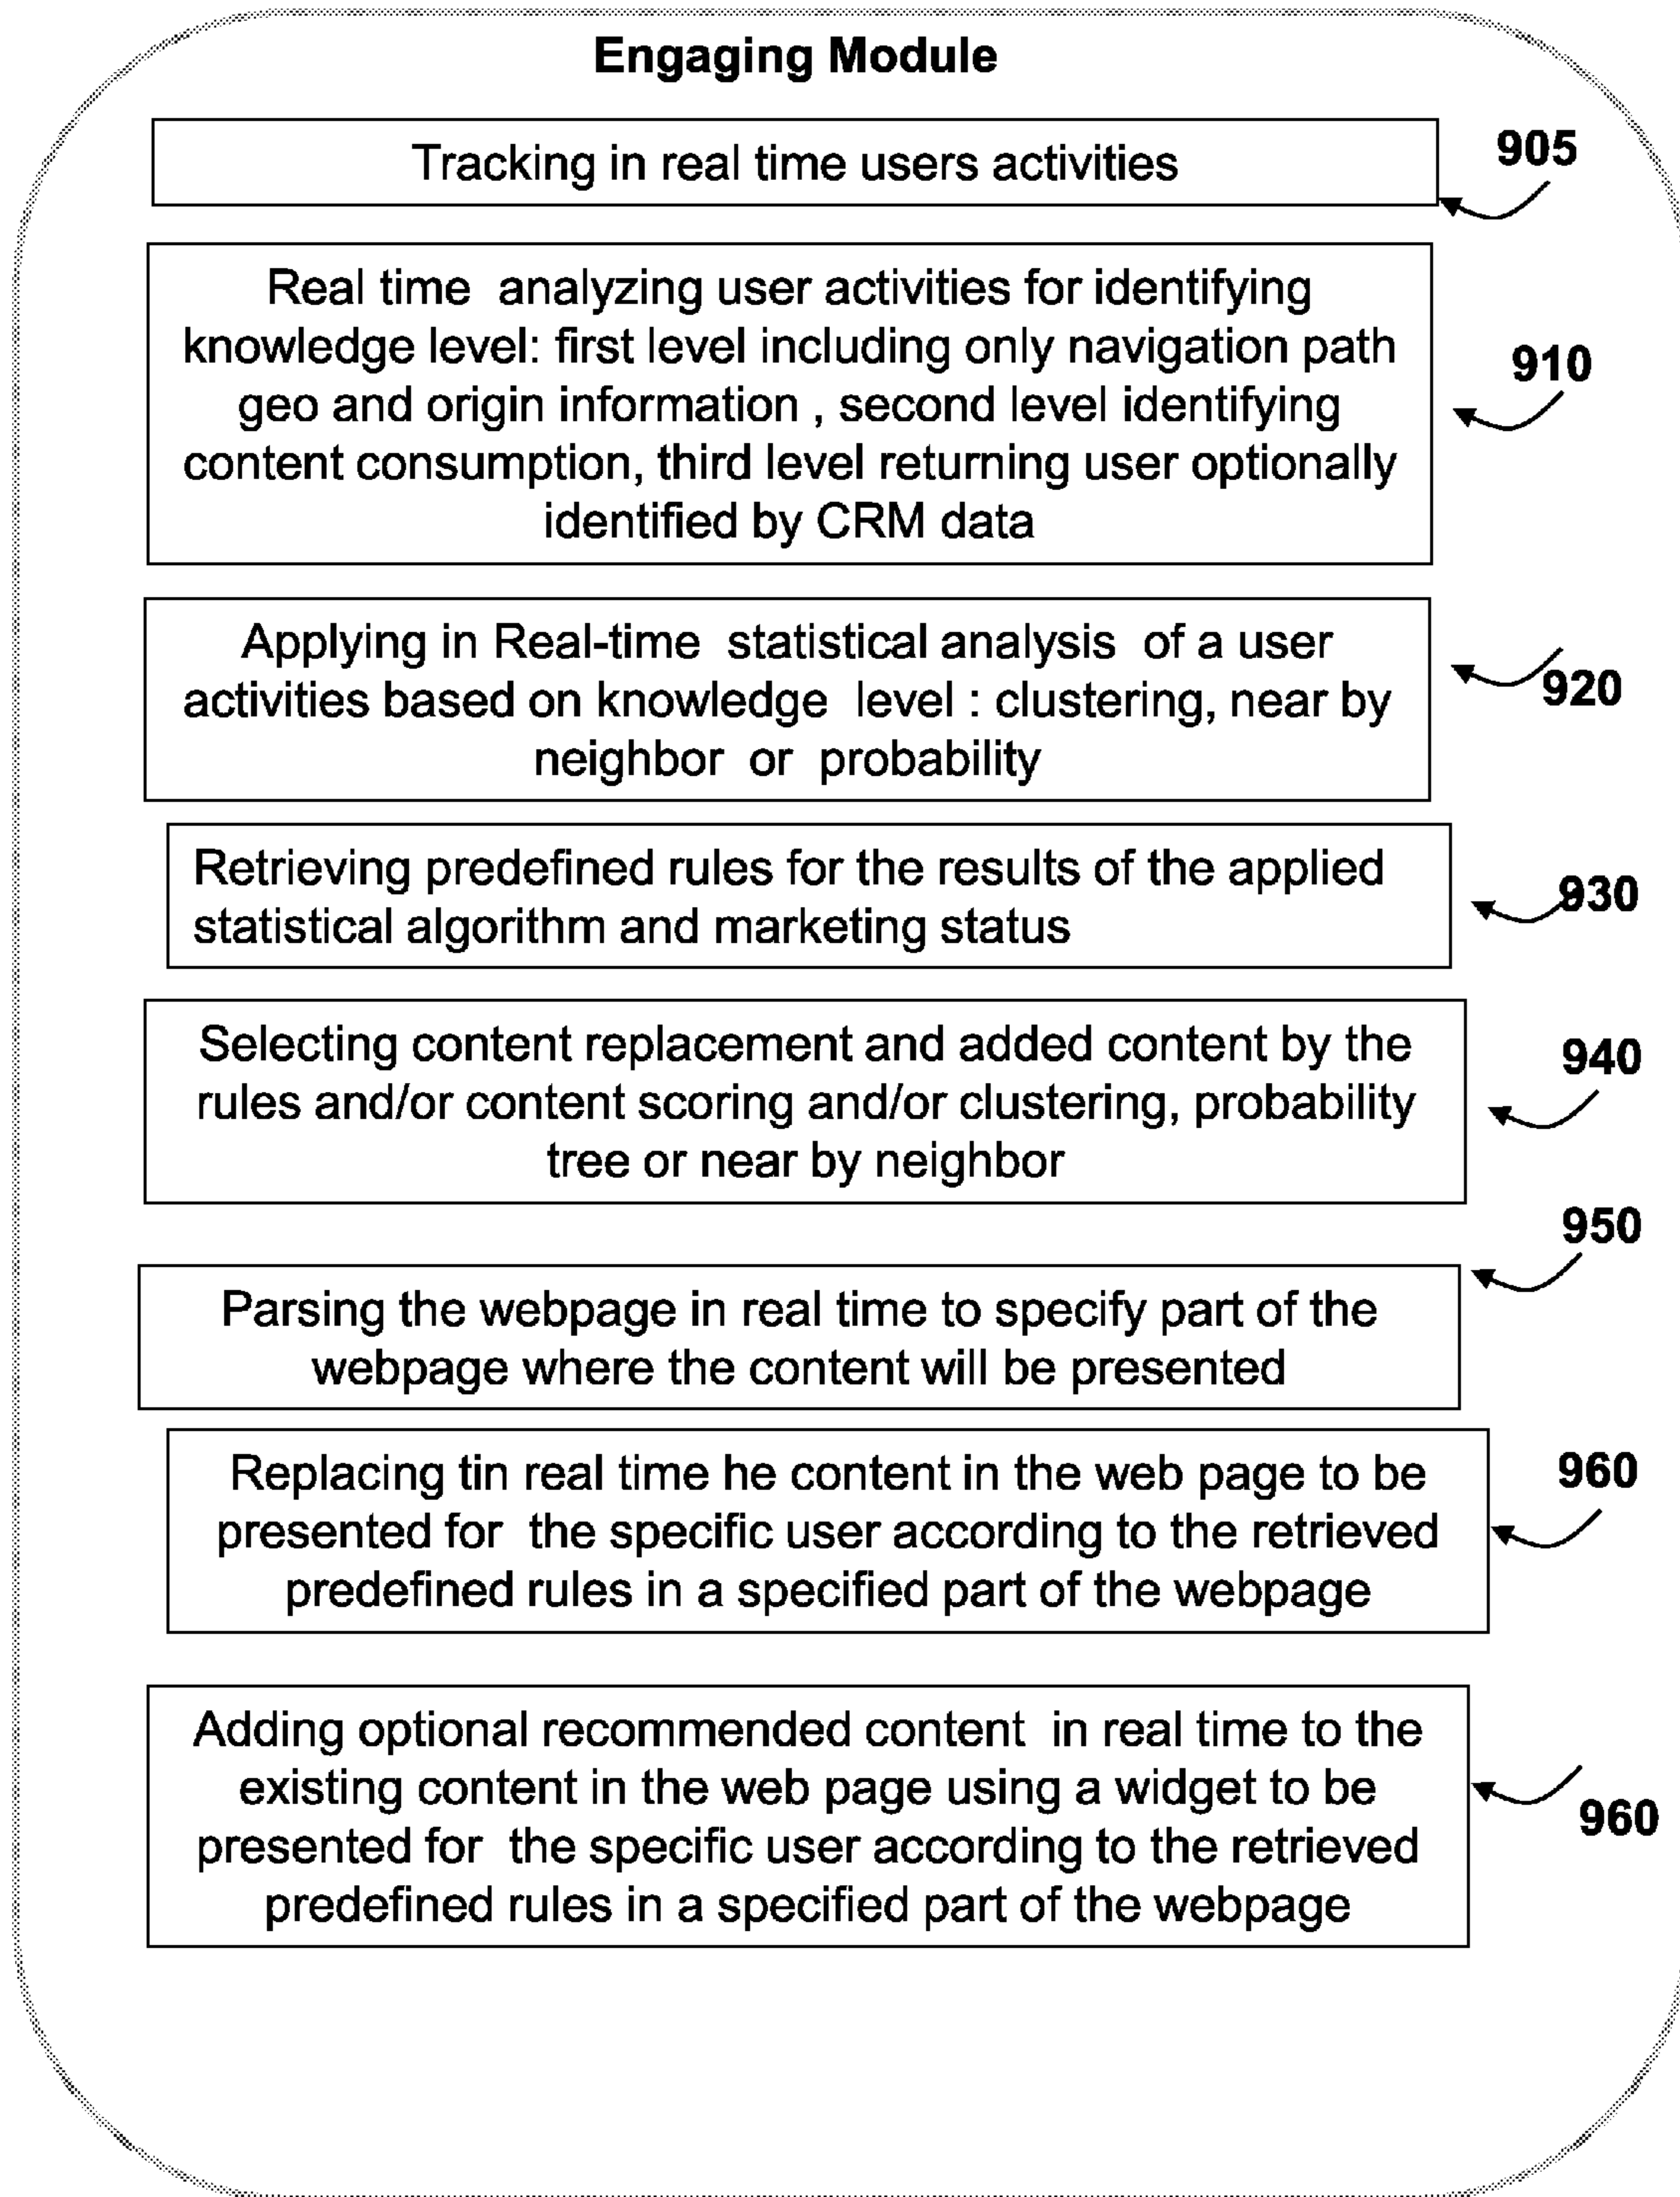 Engaging Module
Tracking in real time users activities
905
Real time analyzing user activities for identifying
knowledge level: first level including only navigation path
geo and origin information , second level identifying
content consumption, third level returning user optionally
identified by CRM data
910
Applying in Real-time statistical analysis of a user
activities based on knowledge level : clustering, near by
neighbor or probability
920
Retrieving predefined rules for the results of the applied
statistical algorithm and marketing status
930
Selecting content replacement and added content by the
rules and/or content scoring and/or clustering, probability
tree or near by neighbor
940
950
Parsing the webpage in real time to specify part of the
webpage where the content will be presented
Replacing tin real time he content in the web page to be
presented for the specific user according to the retrieved
predefined rules in a specified part of the webpage
960
Adding optional recommended content in real time to the
existing content in the web page using a widget to be
presented for the specific user according to the retrieved
predefined rules in a specified part of the webpage
960